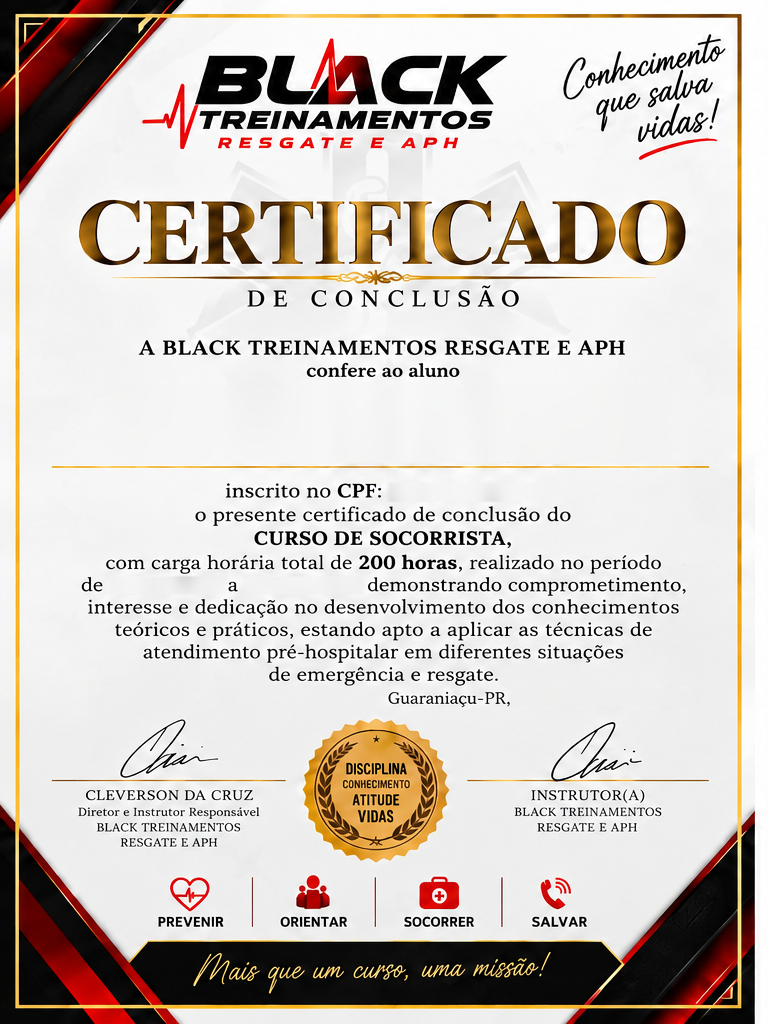 BLACK
TREINAMENTOS
RESGATE E APH
Conhecimento
que salva
vidas!
CERTIFICADO
DE CONCLUSÃO
A BLACK TREINAMENTOS RESGATE E APH
confere ao aluno
inscrito no CPF:
o presente certificado de conclusão do
CURSO DE SOCORRISTA,
com carga horária total de 200 horas, realizado no período
de a demonstrando comprometimento,
interesse e dedicação no desenvolvimento dos conhecimentos
teóricos e práticos, estando apto a aplicar as técnicas de
atendimento pré-hospitalar em diferentes situações
de emergência e resgate.
Guaraniaçu-PR,
CLEVERSON DA CRUZ
Diretor e Instrutor Responsável
BLACK TREINAMENTOS
RESGATE E APH
DISCIPLINA
CONHECIMENTO
ATITUDE
VIDAS
INSTRUTOR(A)
BLACK TREINAMENTOS
RESGATE E APH
PREVENIR
ORIENTAR
SOCORRER
SALVAR
Mais que um curso, uma missão!